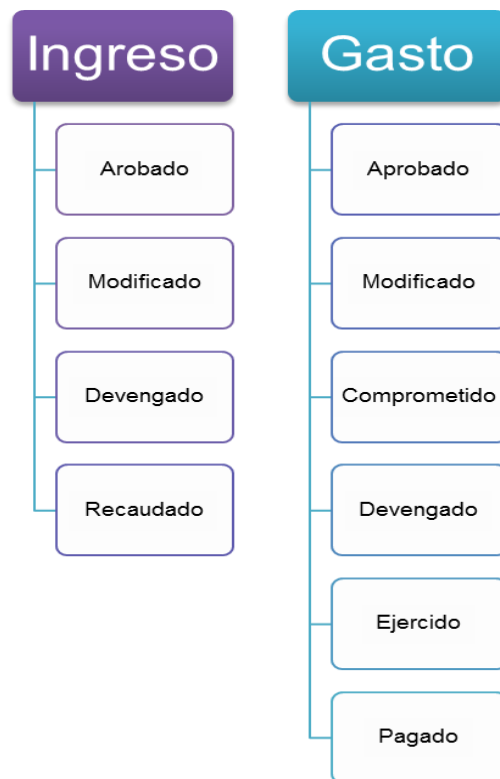 Ingreso
Arobado
Modificado
Devengado
Recaudado
Gasto
Aprobado
Modificado
Comprometido
Devengado
Ejercido
Pagado